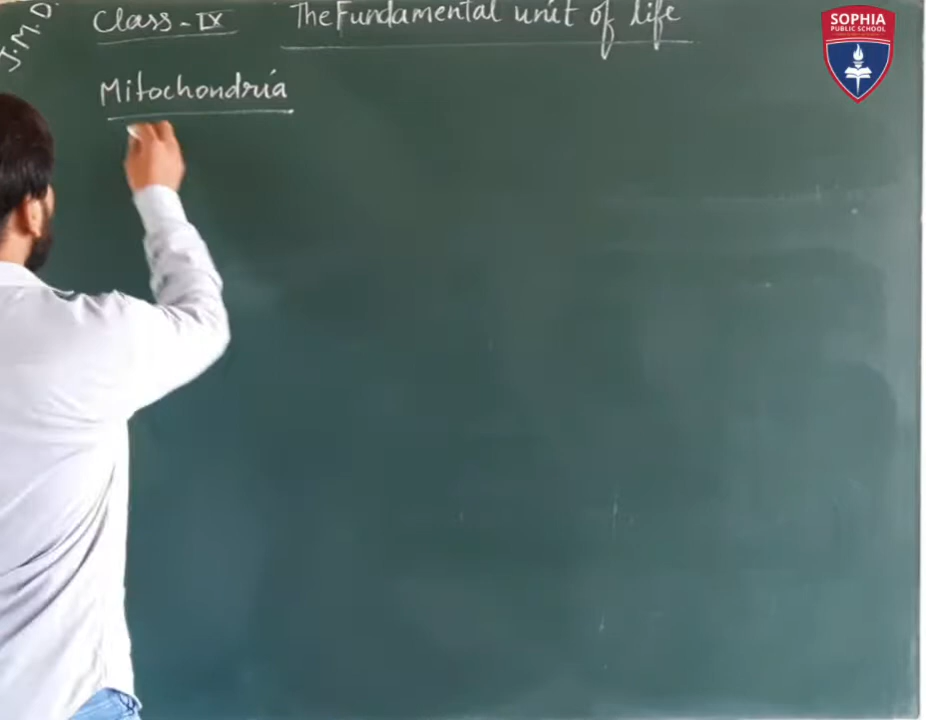 J.M.D.
Class - IX
The Fundamental unit of life
Mitochondria
SOPHIA
PUBLIC SCHOOL